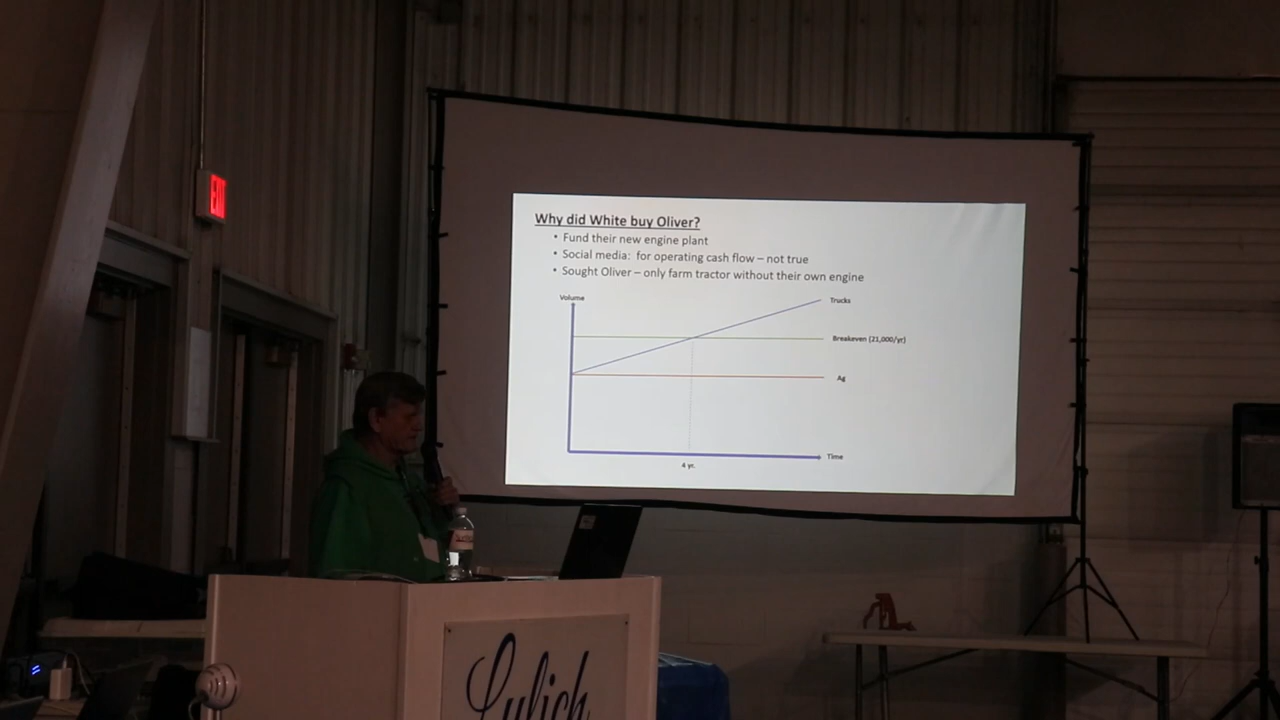 EXIT
Why did White buy Oliver?
• Fund their new engine plant
• Social media: for operating cash flow – not true
• Sought Oliver – only farm tractor without their own engine
Volume
Trucks
Breakeven (21,000/yr)
Ag
Time
4 yr.
Lulich